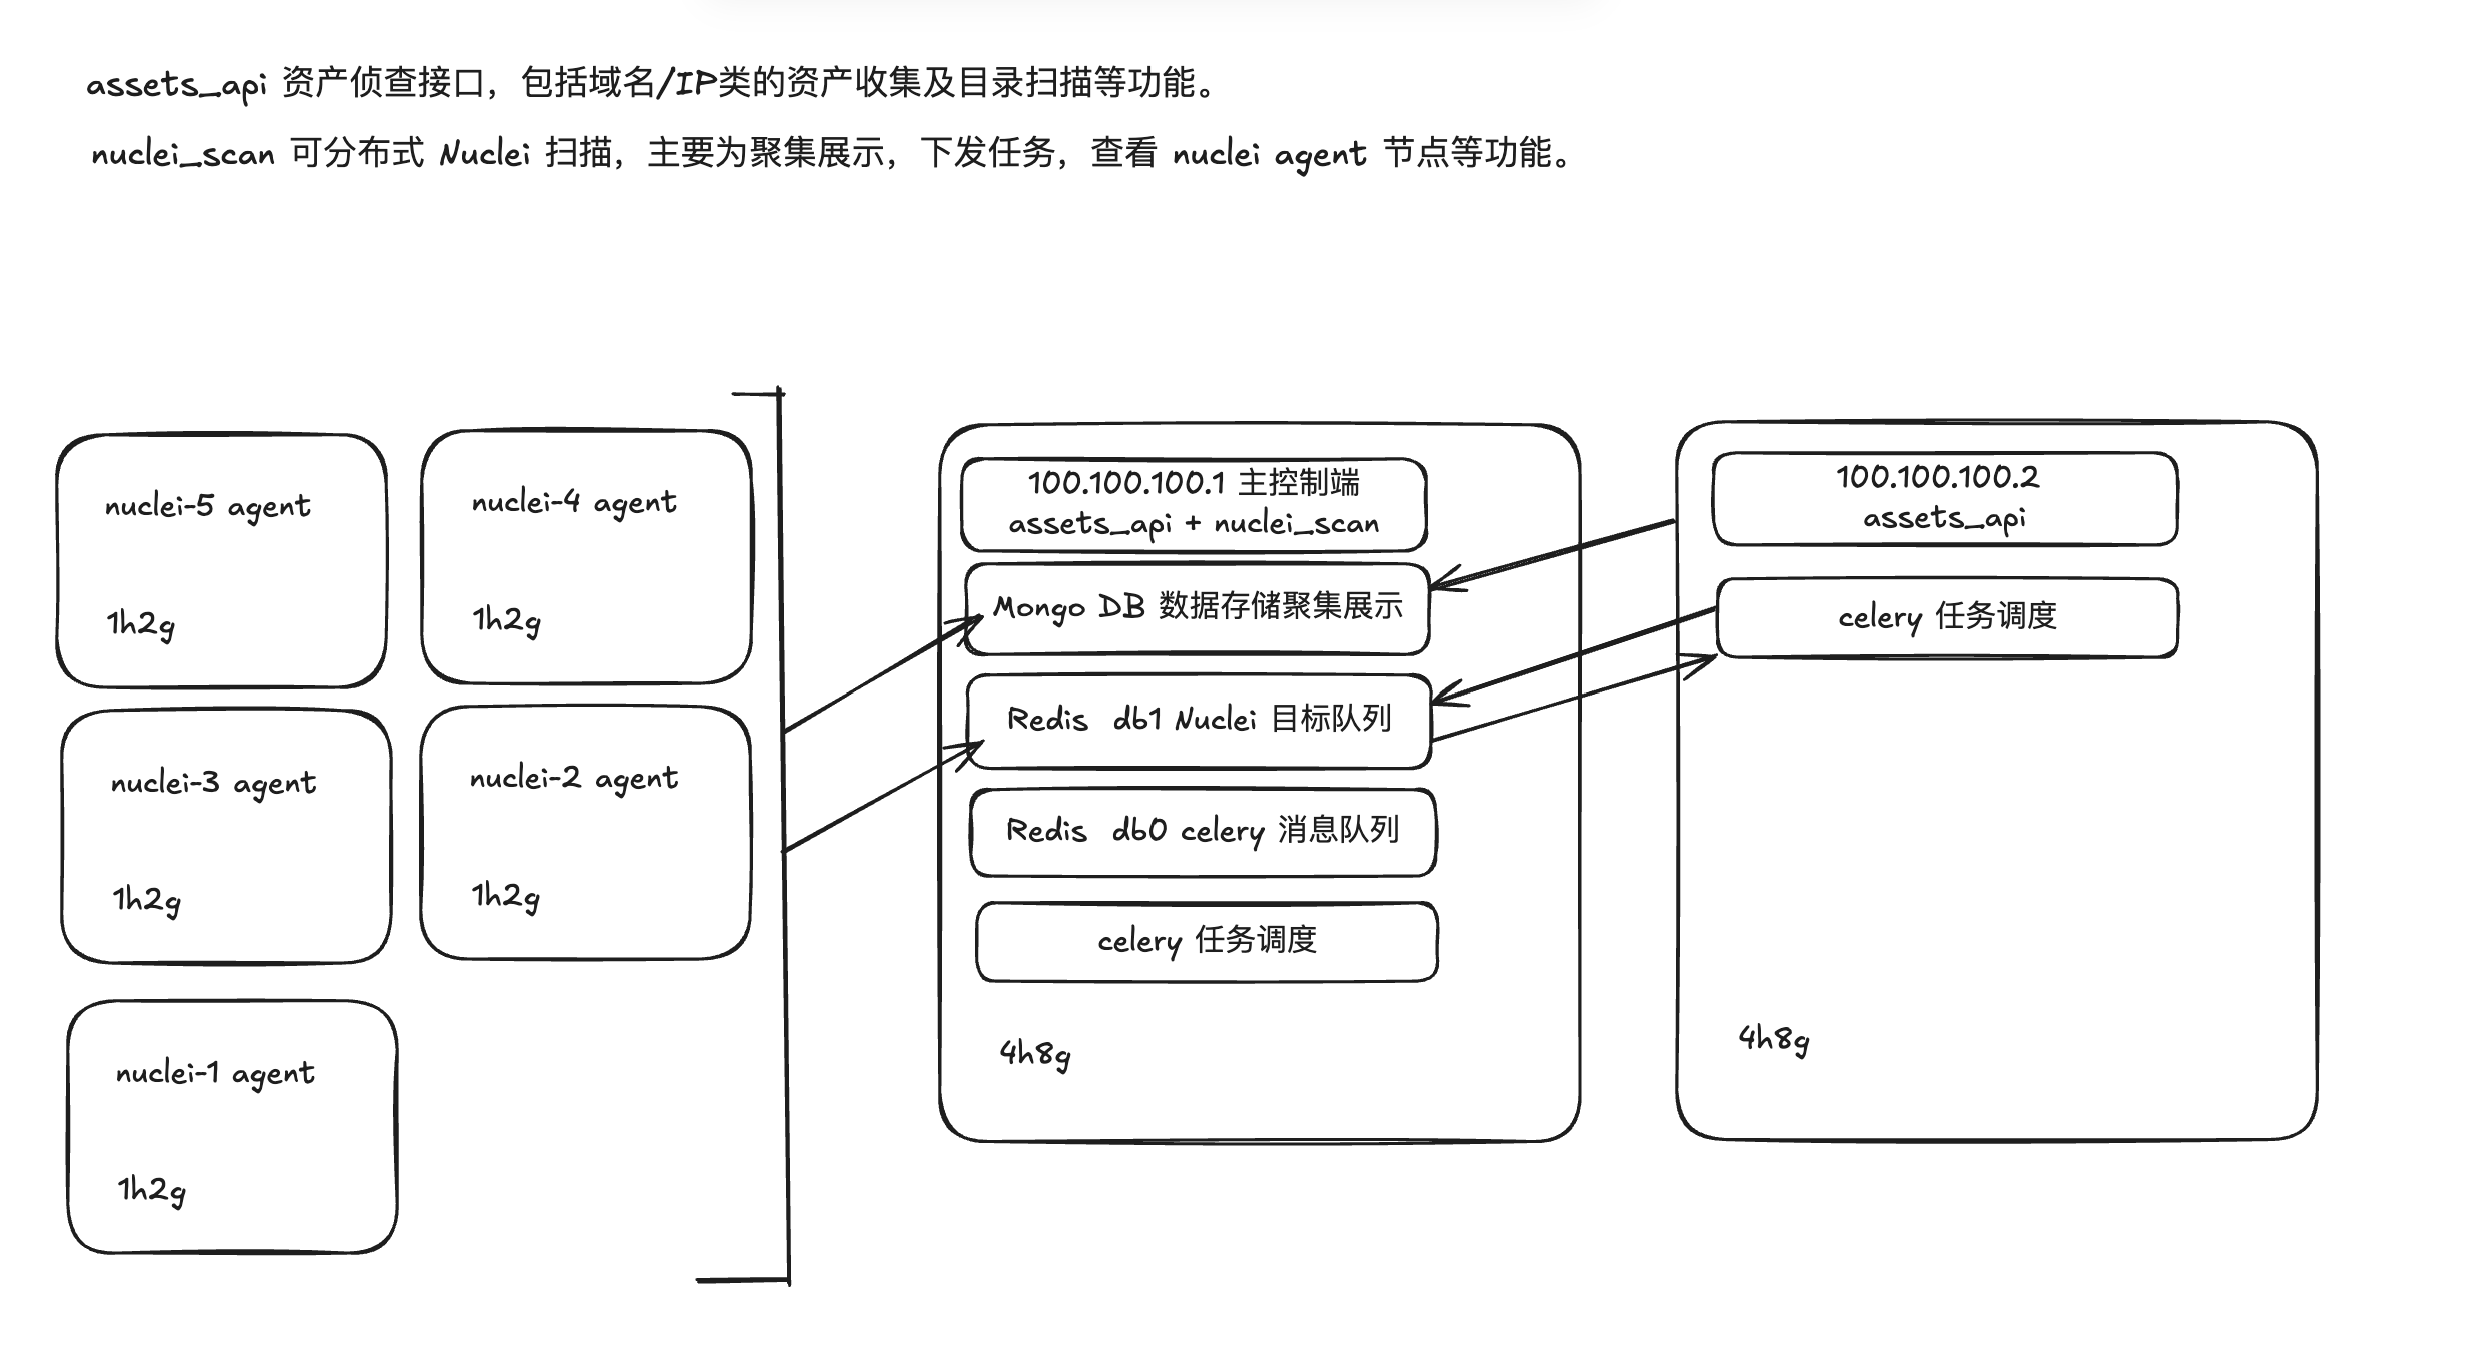 assets_api 资产侦查接口，包括域名/IP类的资产收集及目录扫描等功能。
nuclei_scan 可分布式 Nuclei 扫描，主要为聚集展示，下发任务，查看 nuclei agent 节点等功能。
nuclei-5 agent
1h2g
nuclei-4 agent
1h2g
nuclei-3 agent
1h2g
nuclei-2 agent
1h2g
nuclei-1 agent
1h2g
100.100.100.1 主控制端
assets_api + nuclei_scan
Mongo DB 数据存储聚集展示
Redis db1 Nuclei 目标队列
Redis db0 celery 消息队列
celery 任务调度
4h8g
100.100.100.2
assets_api
celery 任务调度
4h8g